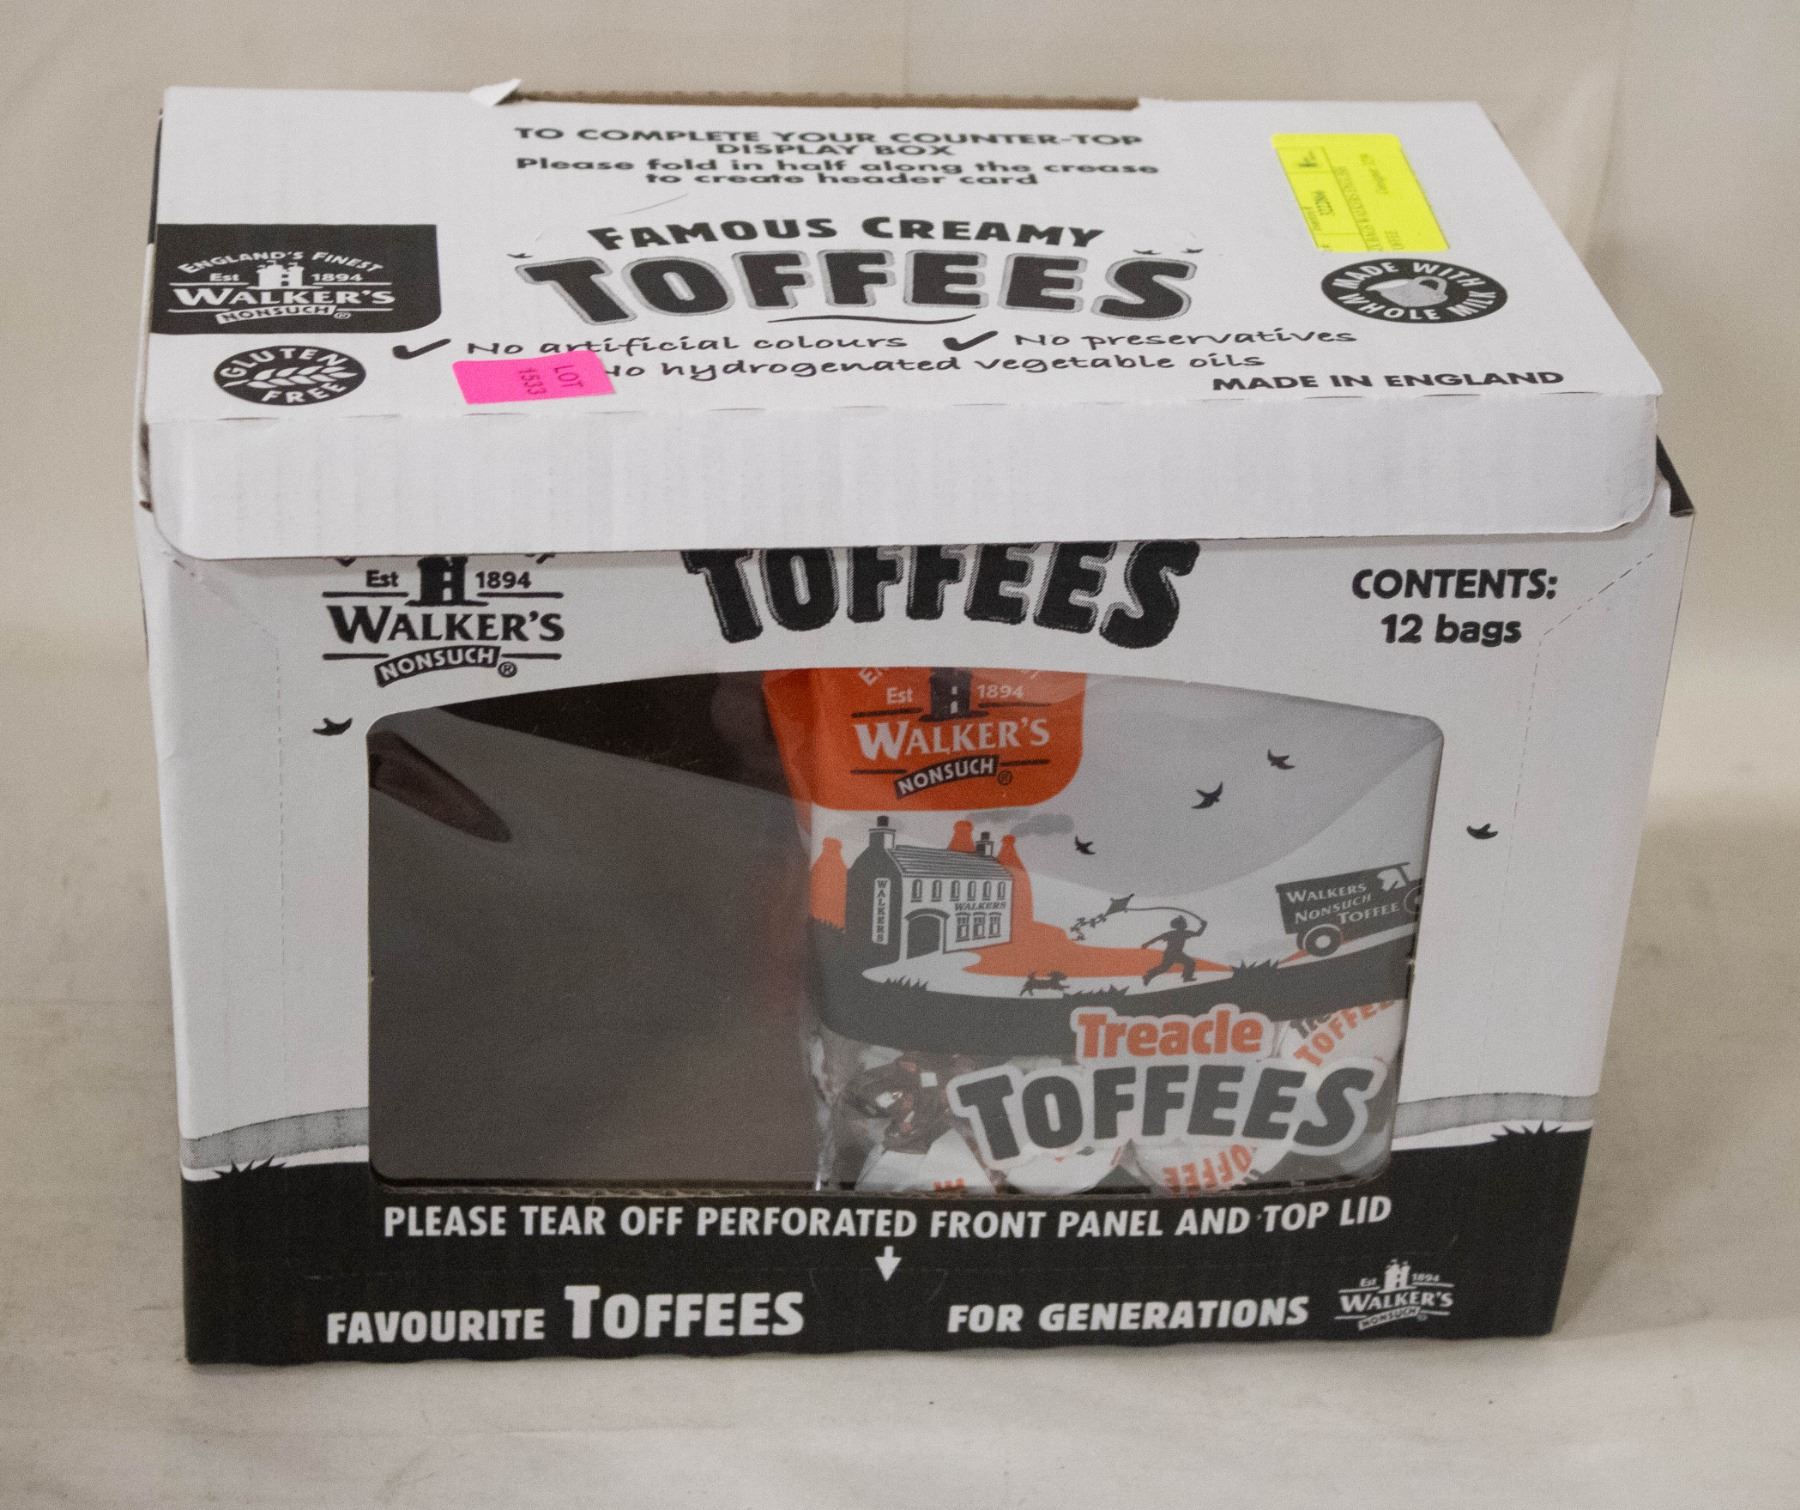 TO COMPLETE YOUR COUNTER-TOP
DISPLAY BOX
Please fold in half along the crease
to create header card
FAMOUS CREAMY
TOFFEES
ENGLAND'S FINEST
Est 1894
WALKER'S
NONSUCH®
MADE WITH
WHOLE MILK
GLUTEN
FREE
No artificial colours No preservatives
No hydrogenated vegetable oils
MADE IN ENGLAND
LOT
1533
Est 1894
WALKER'S
NONSUCH®
TOFFEES
CONTENTS:
12 bags
Est 1894
WALKER'S
NONSUCH®
WALKERS
WALKERS
WALKERS
NONSUCH
TOFFEE
Treacle
TOFFEES
TOFFEE
PLEASE TEAR OFF PERFORATED FRONT PANEL AND TOP LID
FAVOURITE TOFFEES FOR GENERATIONS
Est 1894
WALKER'S
NONSUCH